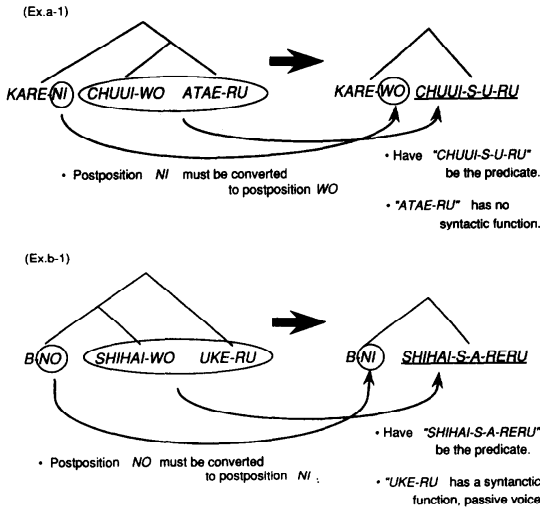 (Ex.a-1)
KARE-NI CHUUI-WO ATAE-RU
KARE-WO CHUUI-S-U-RU
• Postposition NI must be converted
to postposition WO
• Have "CHUUI-S-U-RU"
be the predicate.
• "ATAE-RU" has no
syntactic function.
(Ex.b-1)
B-NO SHIHAI-WO UKE-RU
B-NI SHIHAI-S-A-RERU
• Postposition NO must be converted
to postposition NI :
• Have "SHIHAI-S-A-RERU"
be the predicate.
• "UKE-RU has a syntanctic
function, passive voice